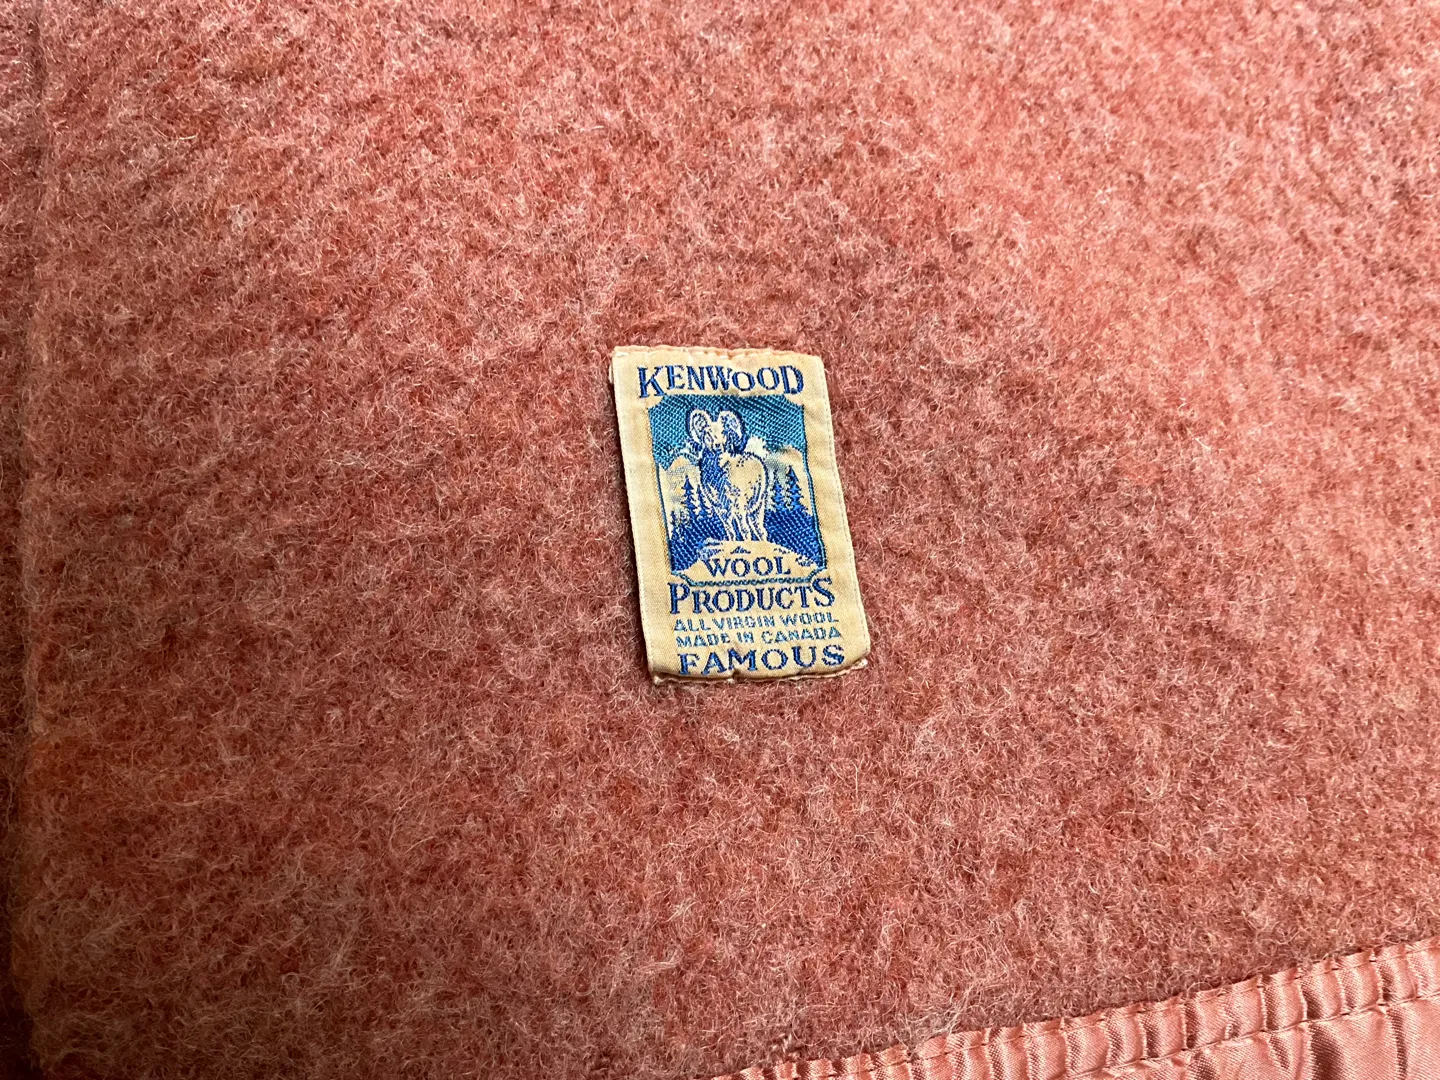 KENWOOD
WOOL
PRODUCTS
ALL VIRGIN WOOL
MADE IN CANADA
FAMOUS